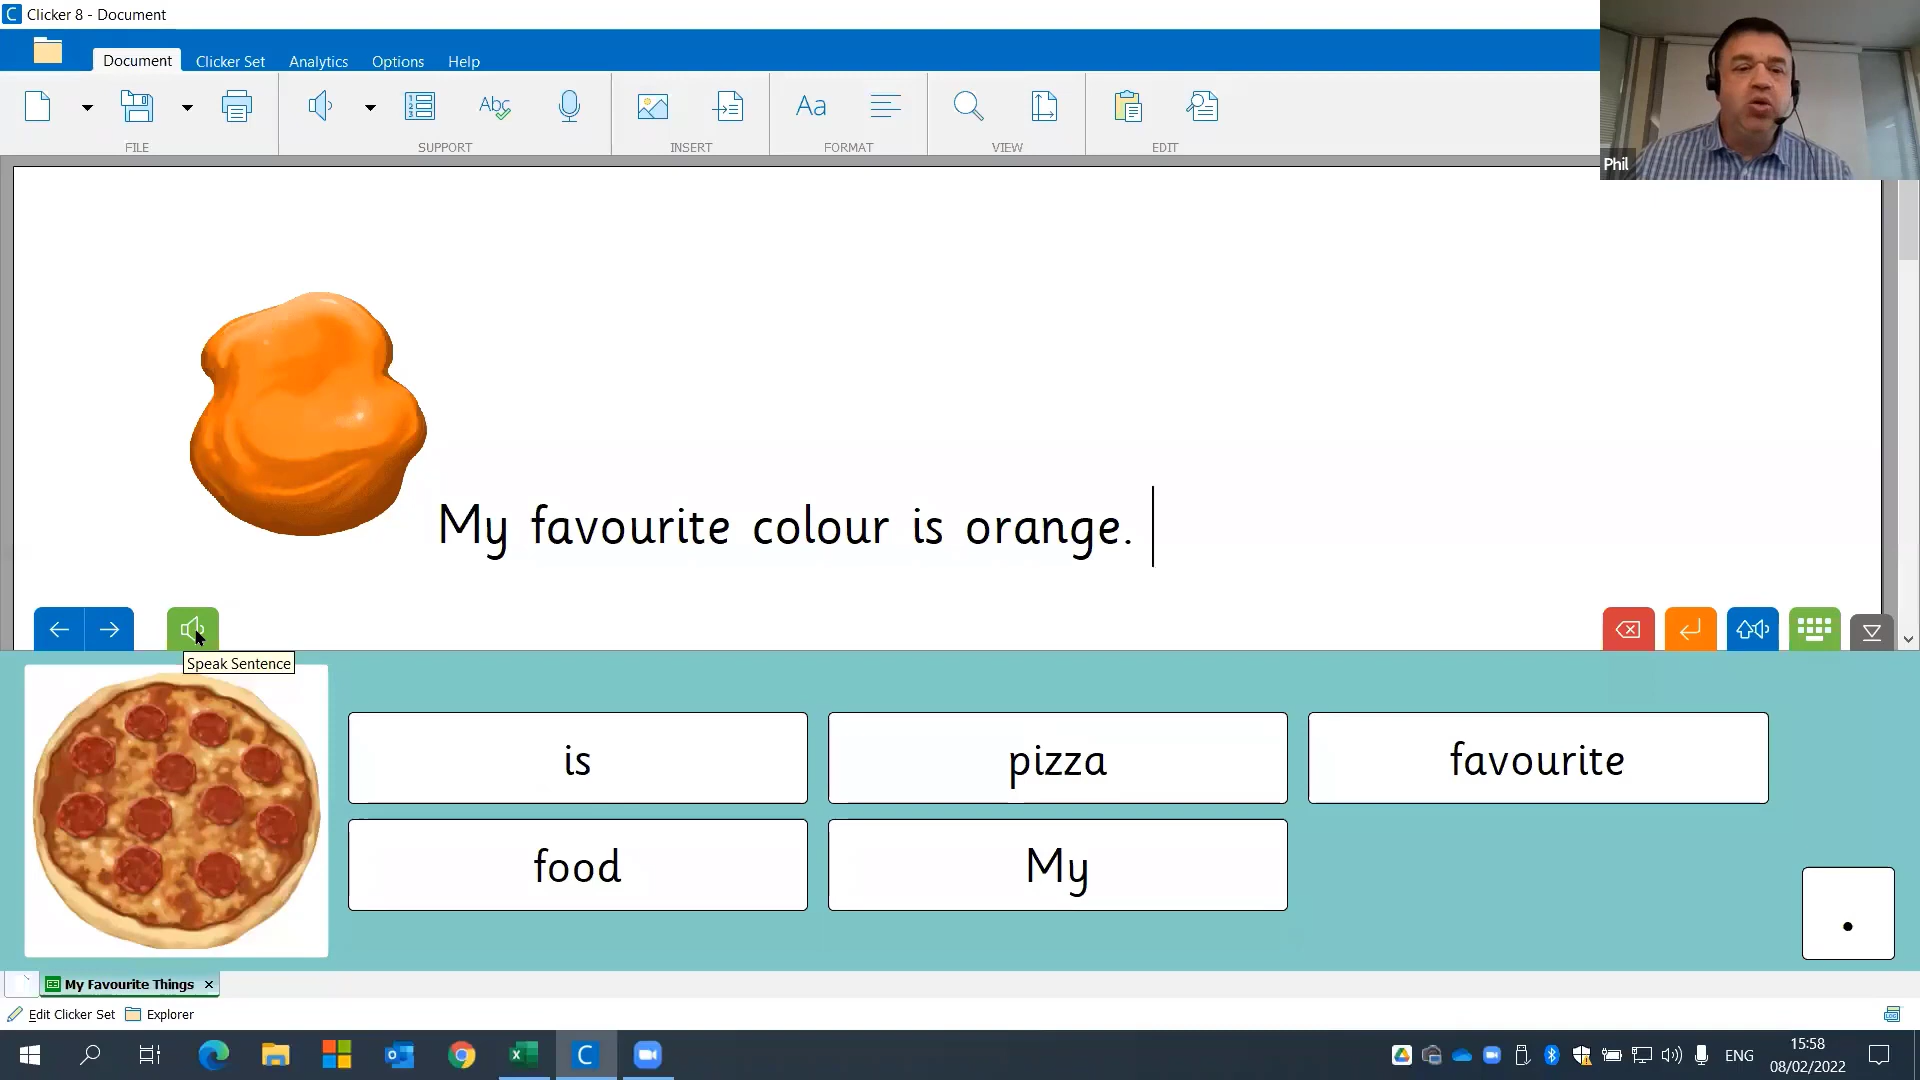 Clicker 8 - Document
Document Clicker Set Analytics Options Help
Abc
Aa
FILE SUPPORT INSERT FORMAT VIEW EDIT
Phil
My favourite colour is orange.
Speak Sentence
is pizza favourite
food My
.
My Favourite Things
Edit Clicker Set Explorer
ENG
15:58
08/02/2022